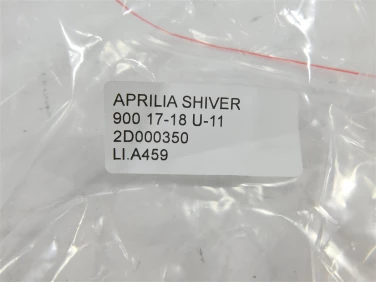 APRILIA SHIVER
900 17-18 U-11
2D000350
LI.A459